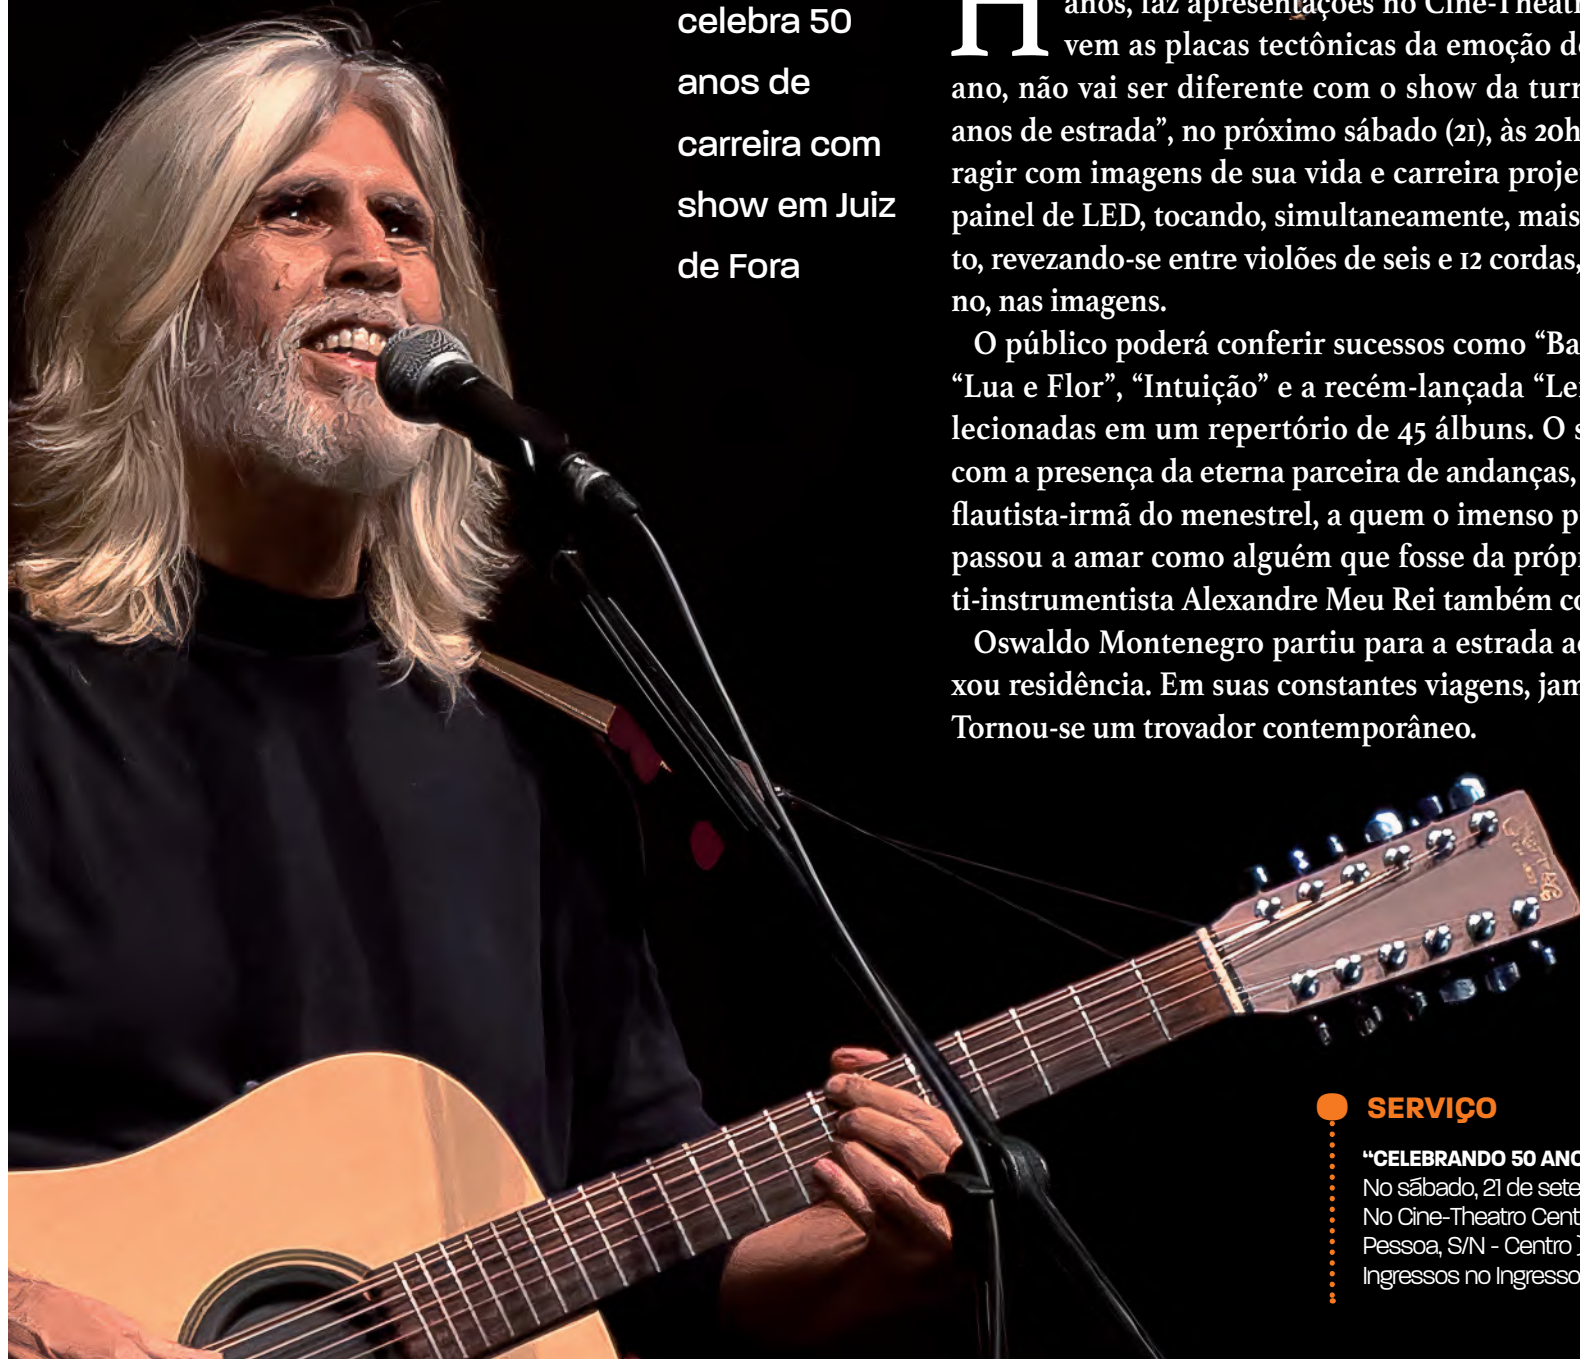 celebra 50
anos de
carreira com
show em Juiz
de Fora
H
anos, faz apresentações no Cine-Theatr
vem as placas tectônicas da emoção d
ano, não vai ser diferente com o show da turn
anos de estrada”, no próximo sábado (21), às 20h
ragir com imagens de sua vida e carreira proje
painel de LED, tocando, simultaneamente, mais
to, revezando-se entre violões de seis e 12 cordas,
no, nas imagens.
O público poderá conferir sucessos como “Ba
“Lua e Flor”, “Intuição” e a recém-lançada “Le
lecionadas em um repertório de 45 álbuns. O s
com a presença da eterna parceira de andanças,
flautista-irmã do menestrel, a quem o imenso p
passou a amar como alguém que fosse da própr
ti-instrumentista Alexandre Meu Rei também co
Oswaldo Montenegro partiu para a estrada a
xou residência. Em suas constantes viagens, jam
Tornou-se um trovador contemporâneo.
SERVIÇO
“CELEBRANDO 50 ANO
No sábado, 21 de sete
No Cine-Theatro Cent
Pessoa, S/N - Centro
Ingressos no Ingresso